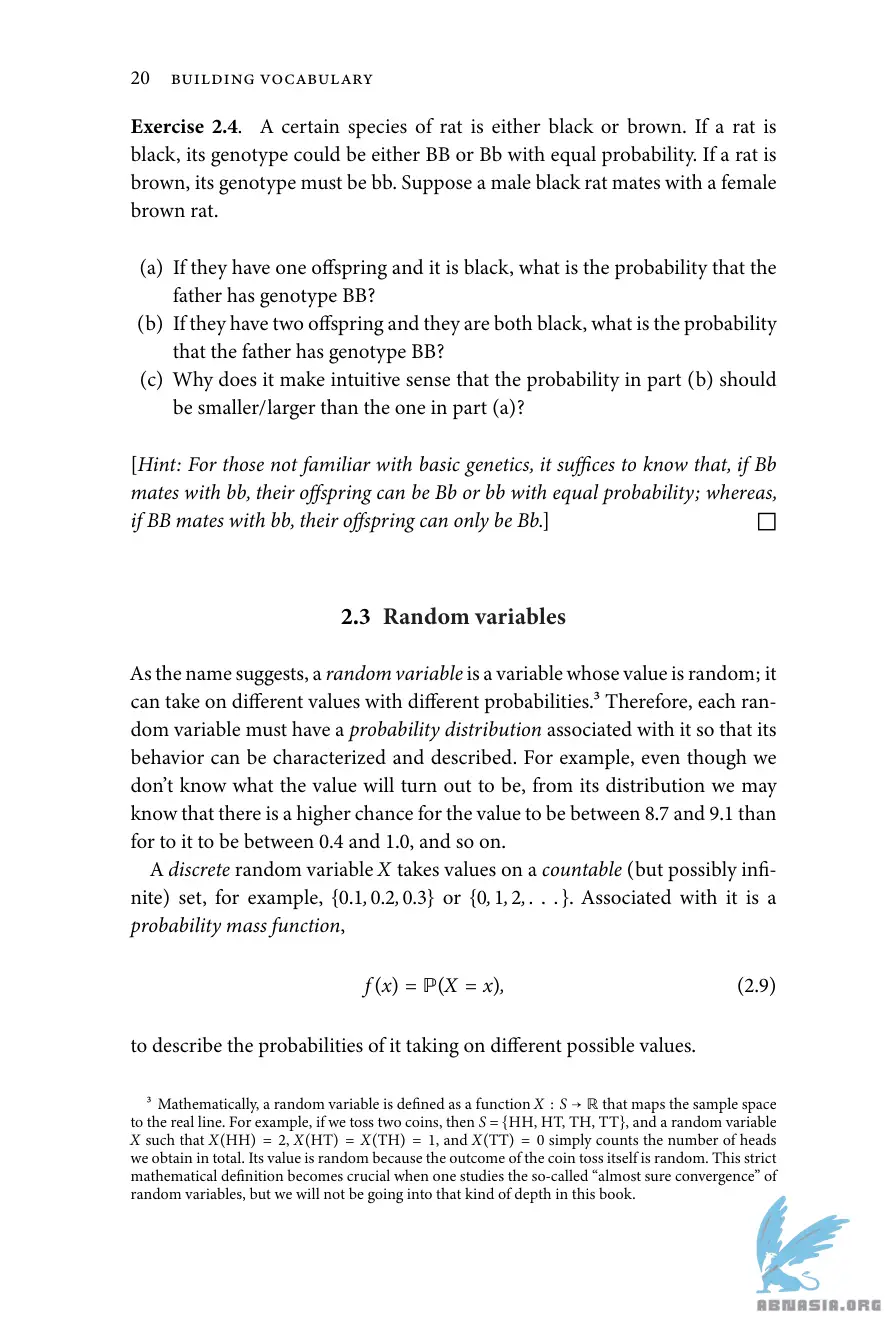 20 BUILDING VOCABULARY
Exercise 2.4. A certain species of rat is either black or brown. If a rat is
black, its genotype could be either BB or Bb with equal probability. If a rat is
brown, its genotype must be bb. Suppose a male black rat mates with a female
brown rat.
(a) If they have one offspring and it is black, what is the probability that the
father has genotype BB?
(b) If they have two offspring and they are both black, what is the probability
that the father has genotype BB?
(c) Why does it make intuitive sense that the probability in part (b) should
be smaller/larger than the one in part (a)?
[Hint: For those not familiar with basic genetics, it suffices to know that, if Bb
mates with bb, their offspring can be Bb or bb with equal probability; whereas,
if BB mates with bb, their offspring can only be Bb.] □
2.3 Random variables
As the name suggests, a random variable is a variable whose value is random; it
can take on different values with different probabilities.³ Therefore, each ran-
dom variable must have a probability distribution associated with it so that its
behavior can be characterized and described. For example, even though we
don’t know what the value will turn out to be, from its distribution we may
know that there is a higher chance for the value to be between 8.7 and 9.1 than
for to it to be between 0.4 and 1.0, and so on.
A discrete random variable X takes values on a countable (but possibly infi-
nite) set, for example, {0.1, 0.2, 0.3} or {0, 1, 2, . . . }. Associated with it is a
probability mass function,
f(x) = ℙ(X = x), (2.9)
to describe the probabilities of it taking on different possible values.
³ Mathematically, a random variable is defined as a function X : S → ℝ that maps the sample space
to the real line. For example, if we toss two coins, then S = {HH, HT, TH, TT}, and a random variable
X such that X(HH) = 2, X(HT) = X(TH) = 1, and X(TT) = 0 simply counts the number of heads
we obtain in total. Its value is random because the outcome of the coin toss itself is random. This strict
mathematical definition becomes crucial when one studies the so-called “almost sure convergence” of
random variables, but we will not be going into that kind of depth in this book.
ABNASIA.ORG